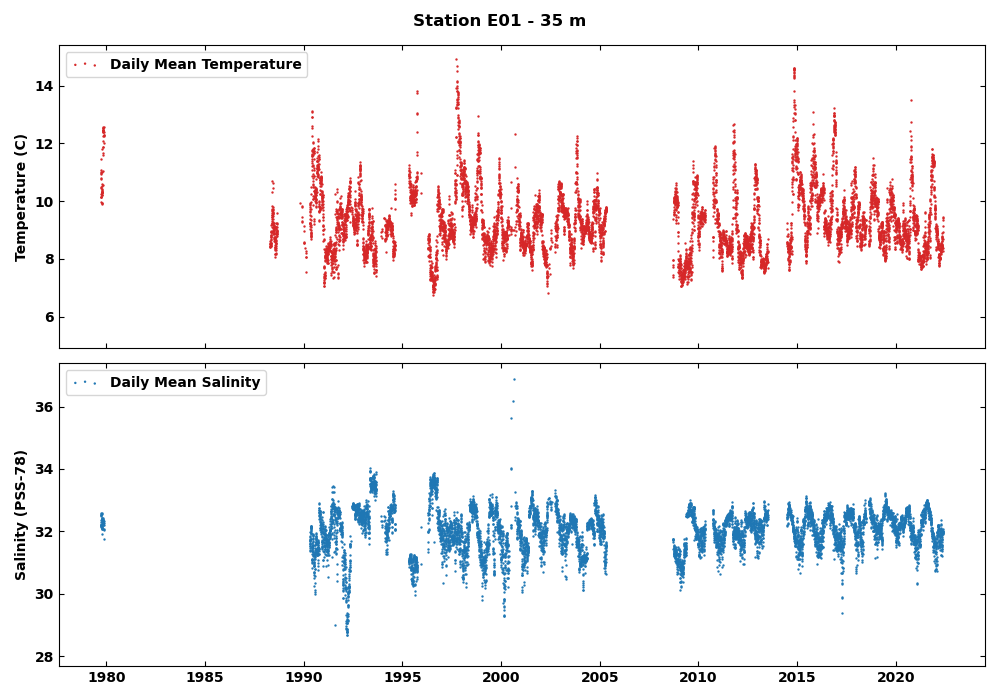 Station E01 - 35 m
Daily Mean Temperature
Temperature (C)
14
12
10
8
6
Daily Mean Salinity
Salinity (PSS-78)
36
34
32
30
28
1980 1985 1990 1995 2000 2005 2010 2015 2020